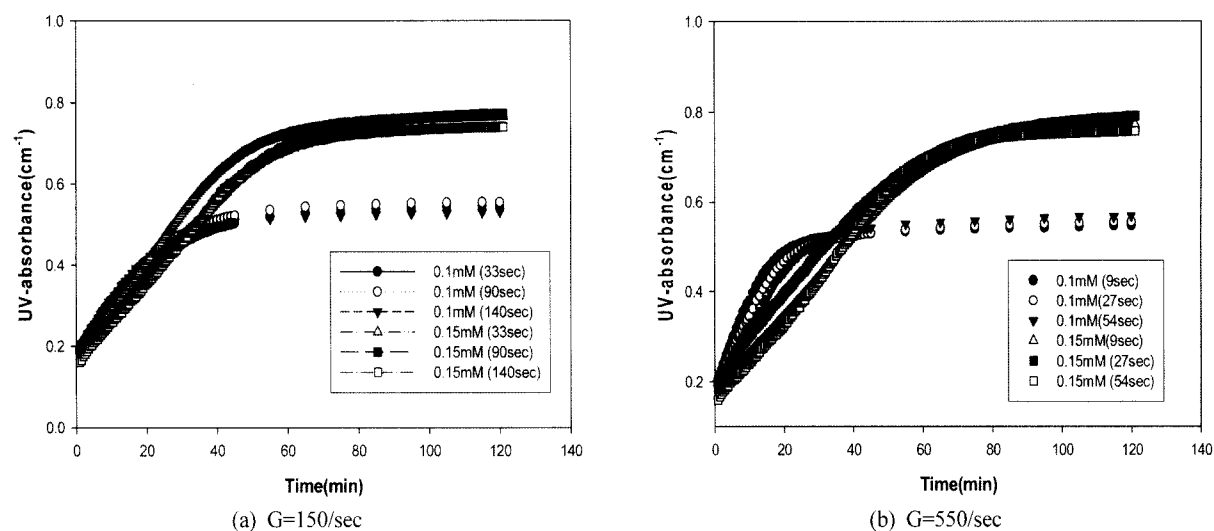 1.0
0.8
0.6
0.4
0.2
0.0
UV-absorbance(cm-1)
0.1mM (33sec)
0.1mM (90sec)
0.1mM (140sec)
0.15mM (33sec)
0.15mM (90sec)
0.15mM (140sec)
0 20 40 60 80 100 120 140
Time(min)
(a) G=150/sec
1.0
0.8
0.6
0.4
0.2
UV-absorbance(cm-1)
0.1mM (9sec)
0.1mM(27sec)
0.1mM(54sec)
0.15mM(9sec)
0.15mM (27sec)
0.15mM (54sec)
0 20 40 60 80 100 120 140
Time(min)
(b) G=550/sec